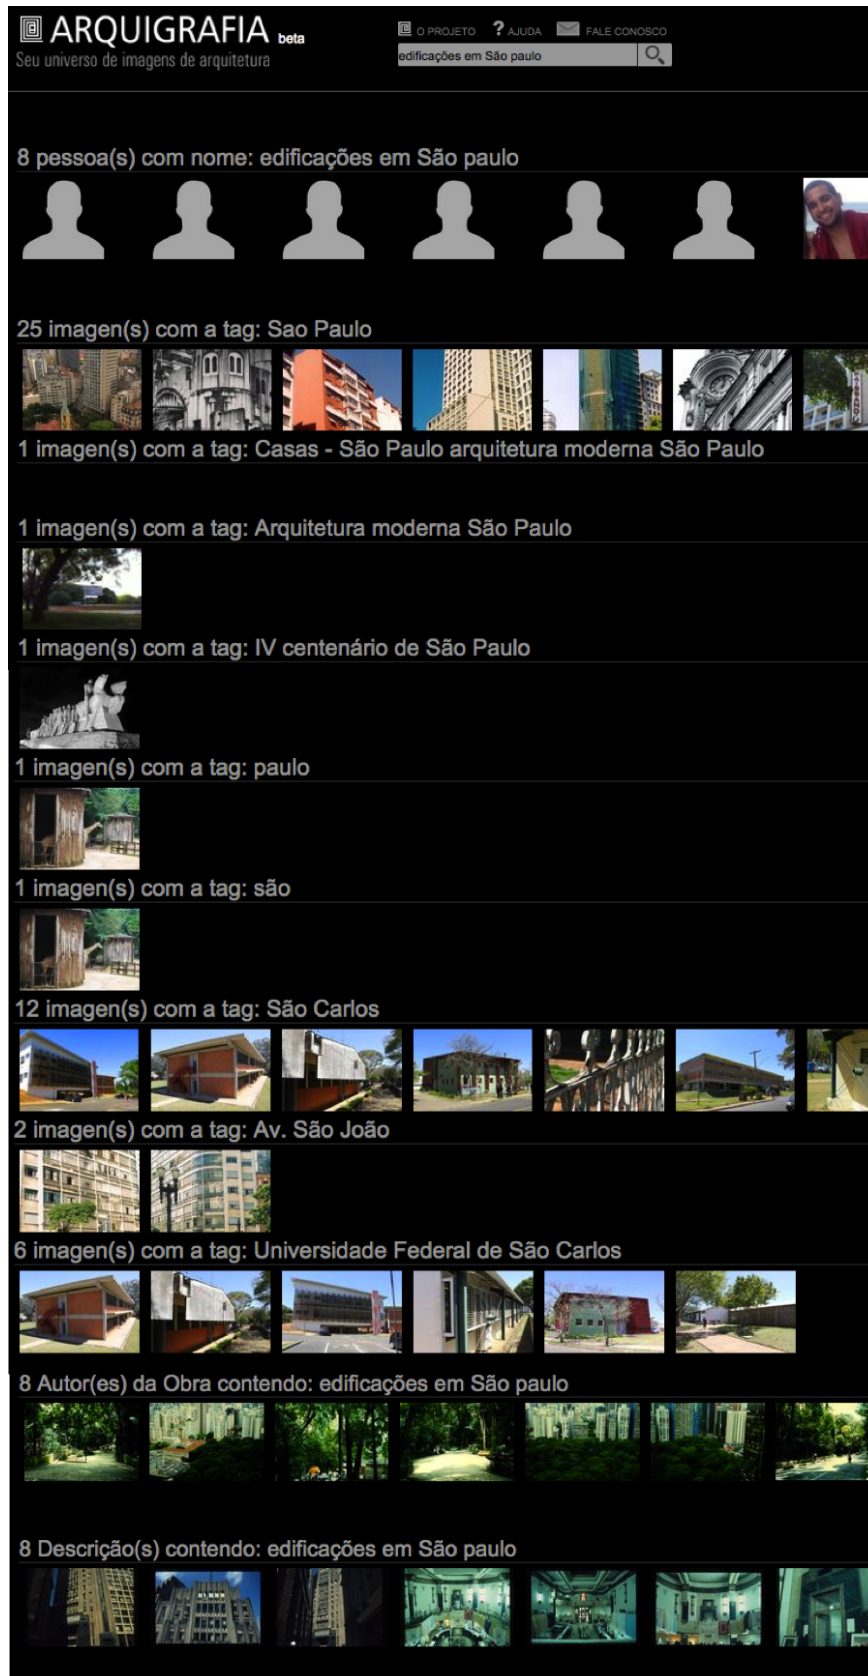 ARQUIGRAFIA beta
Seu universo de imagens de arquitetura
O PROJETO ? AJUDA FALE CONOSCO
edificações em São paulo
8 pessoa(s) com nome: edificações em São paulo
25 imagen(s) com a tag: Sao Paulo
1 imagen(s) com a tag: Casas - São Paulo arquitetura moderna São Paulo
1 imagen(s) com a tag: Arquitetura moderna São Paulo
1 imagen(s) com a tag: IV centenário de São Paulo
1 imagen(s) com a tag: paulo
1 imagen(s) com a tag: são
12 imagen(s) com a tag: São Carlos
2 imagen(s) com a tag: Av. São João
6 imagen(s) com a tag: Universidade Federal de São Carlos
8 Autor(es) da Obra contendo: edificações em São paulo
8 Descrição(s) contendo: edificações em São paulo